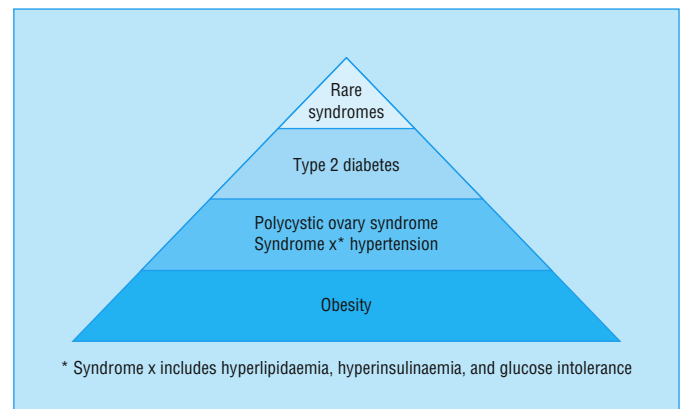 Rare
syndromes
Type 2 diabetes
Polycystic ovary syndrome
Syndrome x* hypertension
Obesity
* Syndrome x includes hyperlipidaemia, hyperinsulinaemia, and glucose intolerance